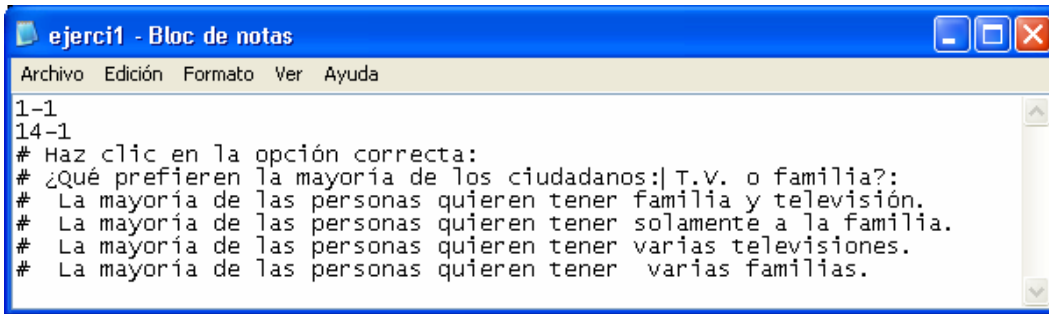 ejerci1 - Bloc de notas
Archivo Edición Formato Ver Ayuda
1-1
14-1
# Haz clic en la opción correcta:
# ¿Qué prefieren la mayoría de los ciudadanos: T.V. o familia?:
#  La mayoría de las personas quieren tener familia y televisión.
#  La mayoría de las personas quieren tener solamente a la familia.
#  La mayoría de las personas quieren tener varias televisiones.
#  La mayoría de las personas quieren tener  varias familias.